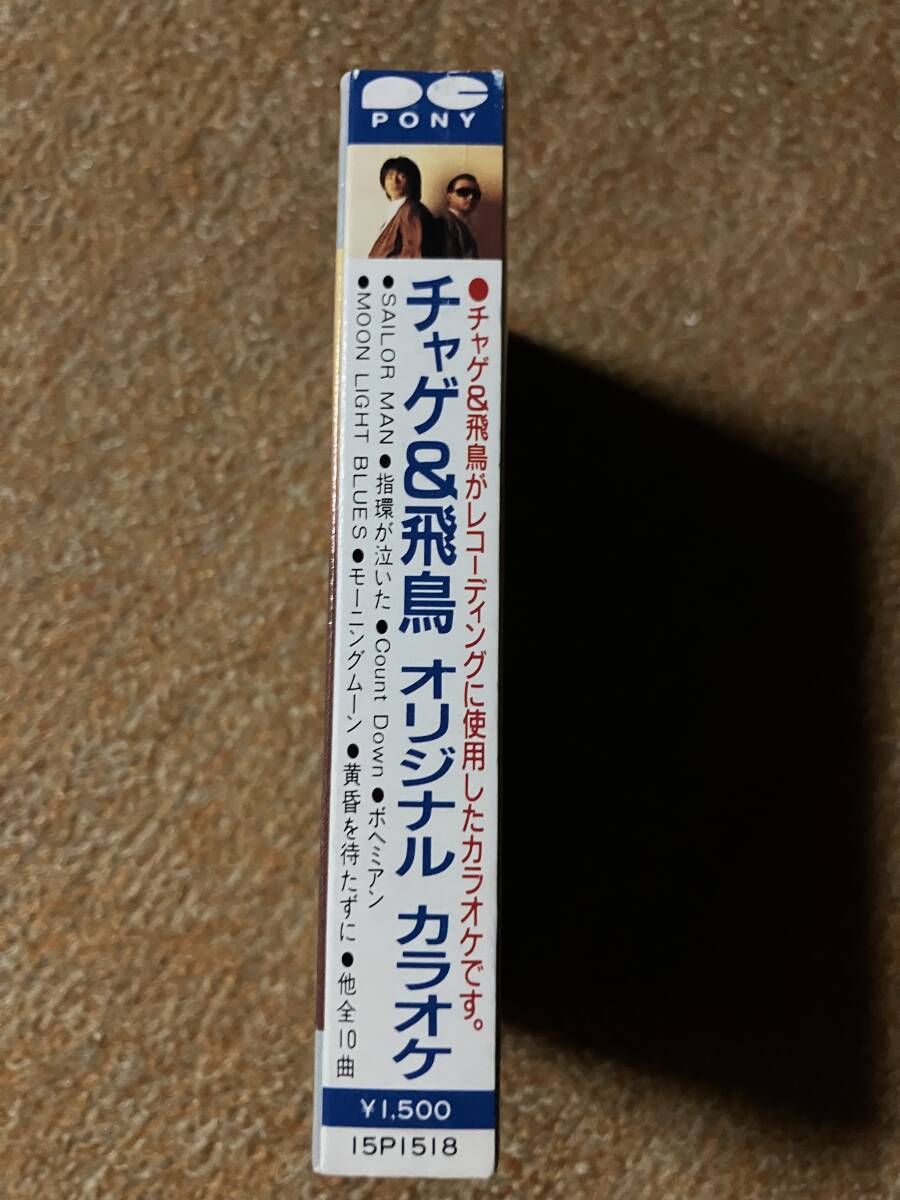 PONY
●チャゲ&飛鳥がレコーディングに使用したカラオケです。
チャゲ&飛鳥 オリジナル カラオケ
●SAILOR MAN ●指環が泣いた ●Count Down ●ボヘミアン
●MOON LIGHT BLUES ●モーニングムーン ●黄昏を待たずに ●他全10曲
¥1,500
15P1518